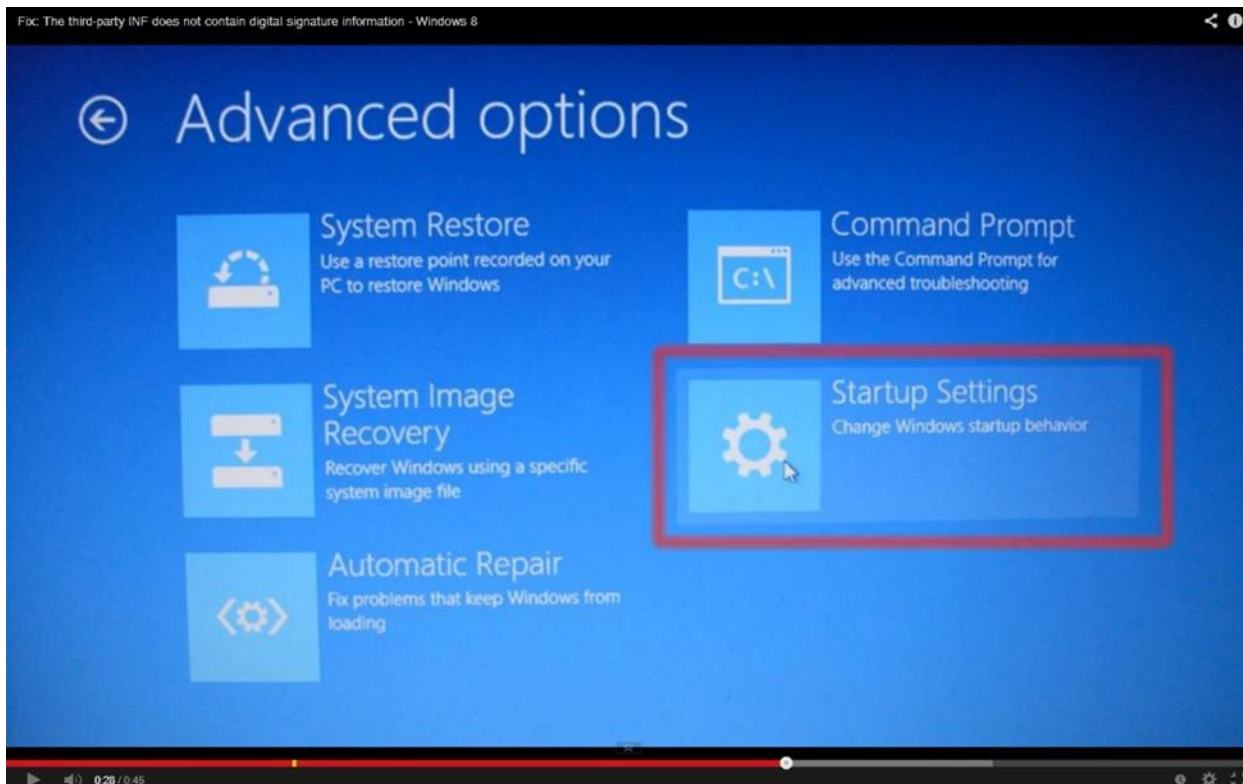 Fix: The third-party INF does not contain digital signature information - Windows 8
Advanced options
System Restore
Use a restore point recorded on your
PC to restore Windows
System Image
Recovery
Recover Windows using a specific
system image file
Automatic Repair
Fix problems that keep Windows from
loading
Command Prompt
Use the Command Prompt for
advanced troubleshooting
C:\
Startup Settings
Change Windows startup behavior
0:28 / 0:45